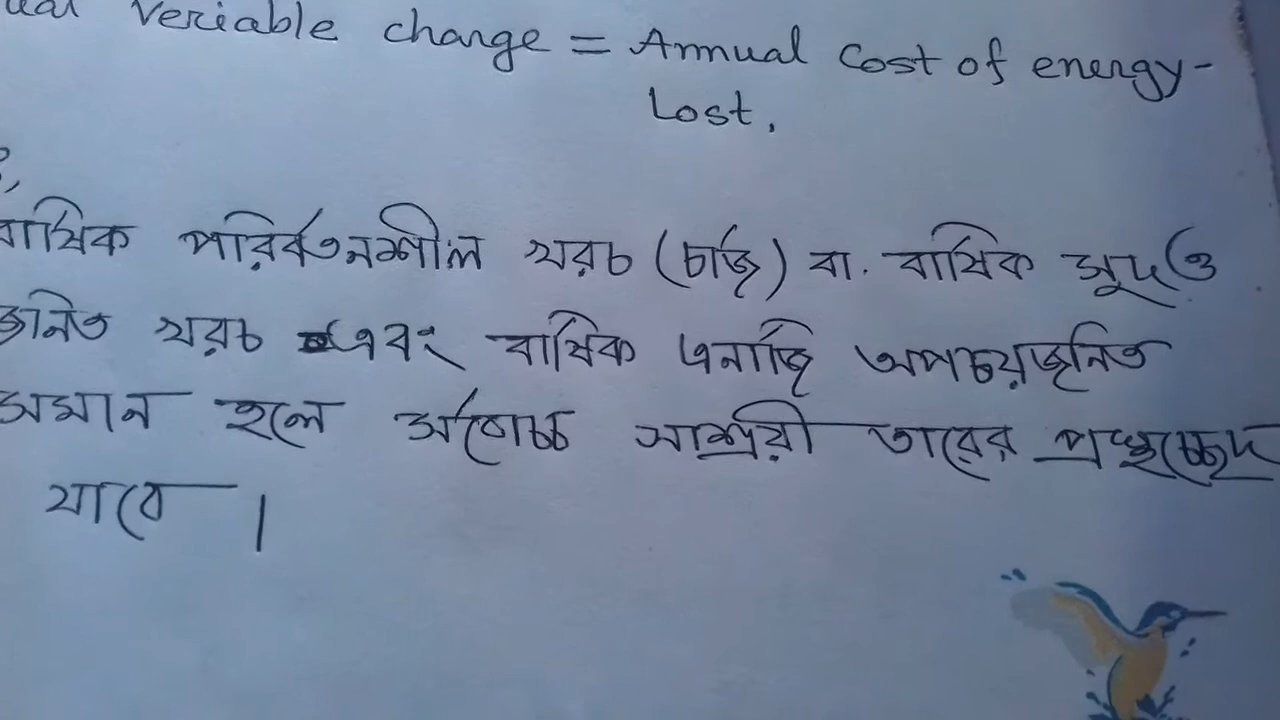 veriable charge = Annual Cost of energy-
Lost.
বার্ষিক পরিবর্তনশীল খরচ (চার্জ) বা. বার্ষিক সুদ ও
জনিত খরচ এবং বার্ষিক এনার্জি অপচয়জনিত
সমান হলে সাশ্রয়ী তারের প্রস্থচ্ছেদ
যাবে ।